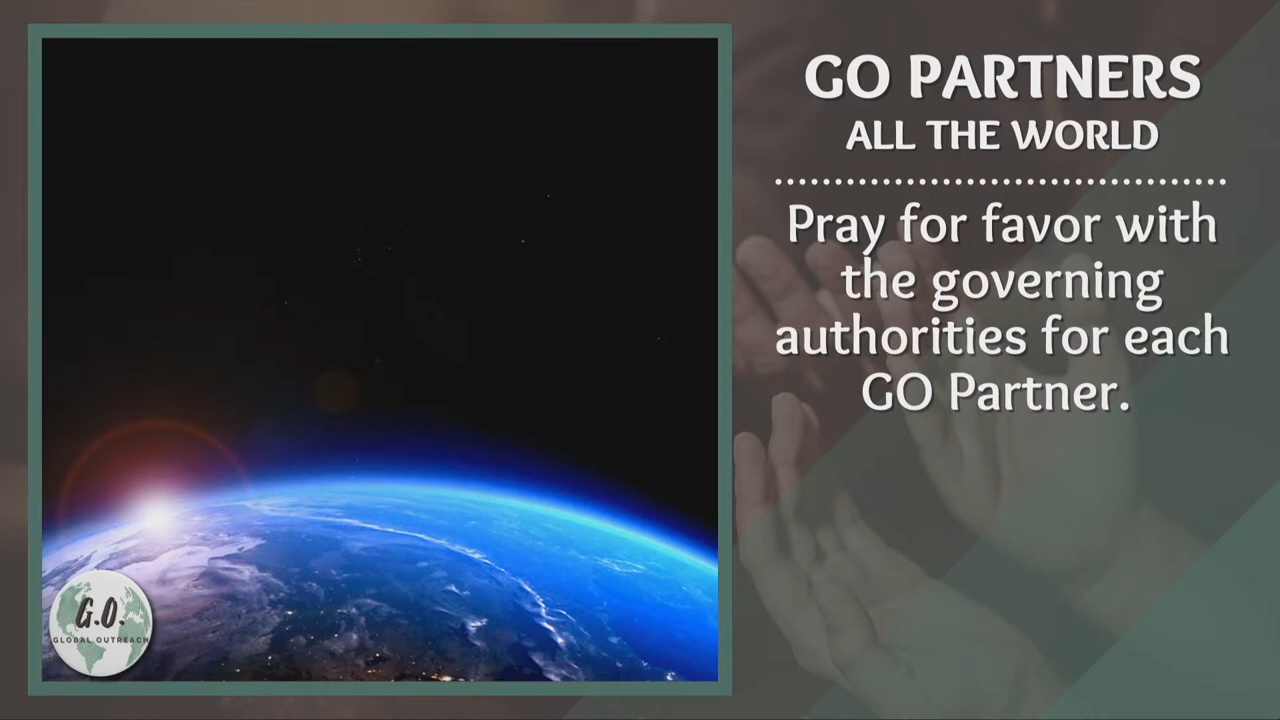 GO PARTNERS
ALL THE WORLD
Pray for favor with
the governing
authorities for each
GO Partner.
G.O.
GLOBAL OUTREACH